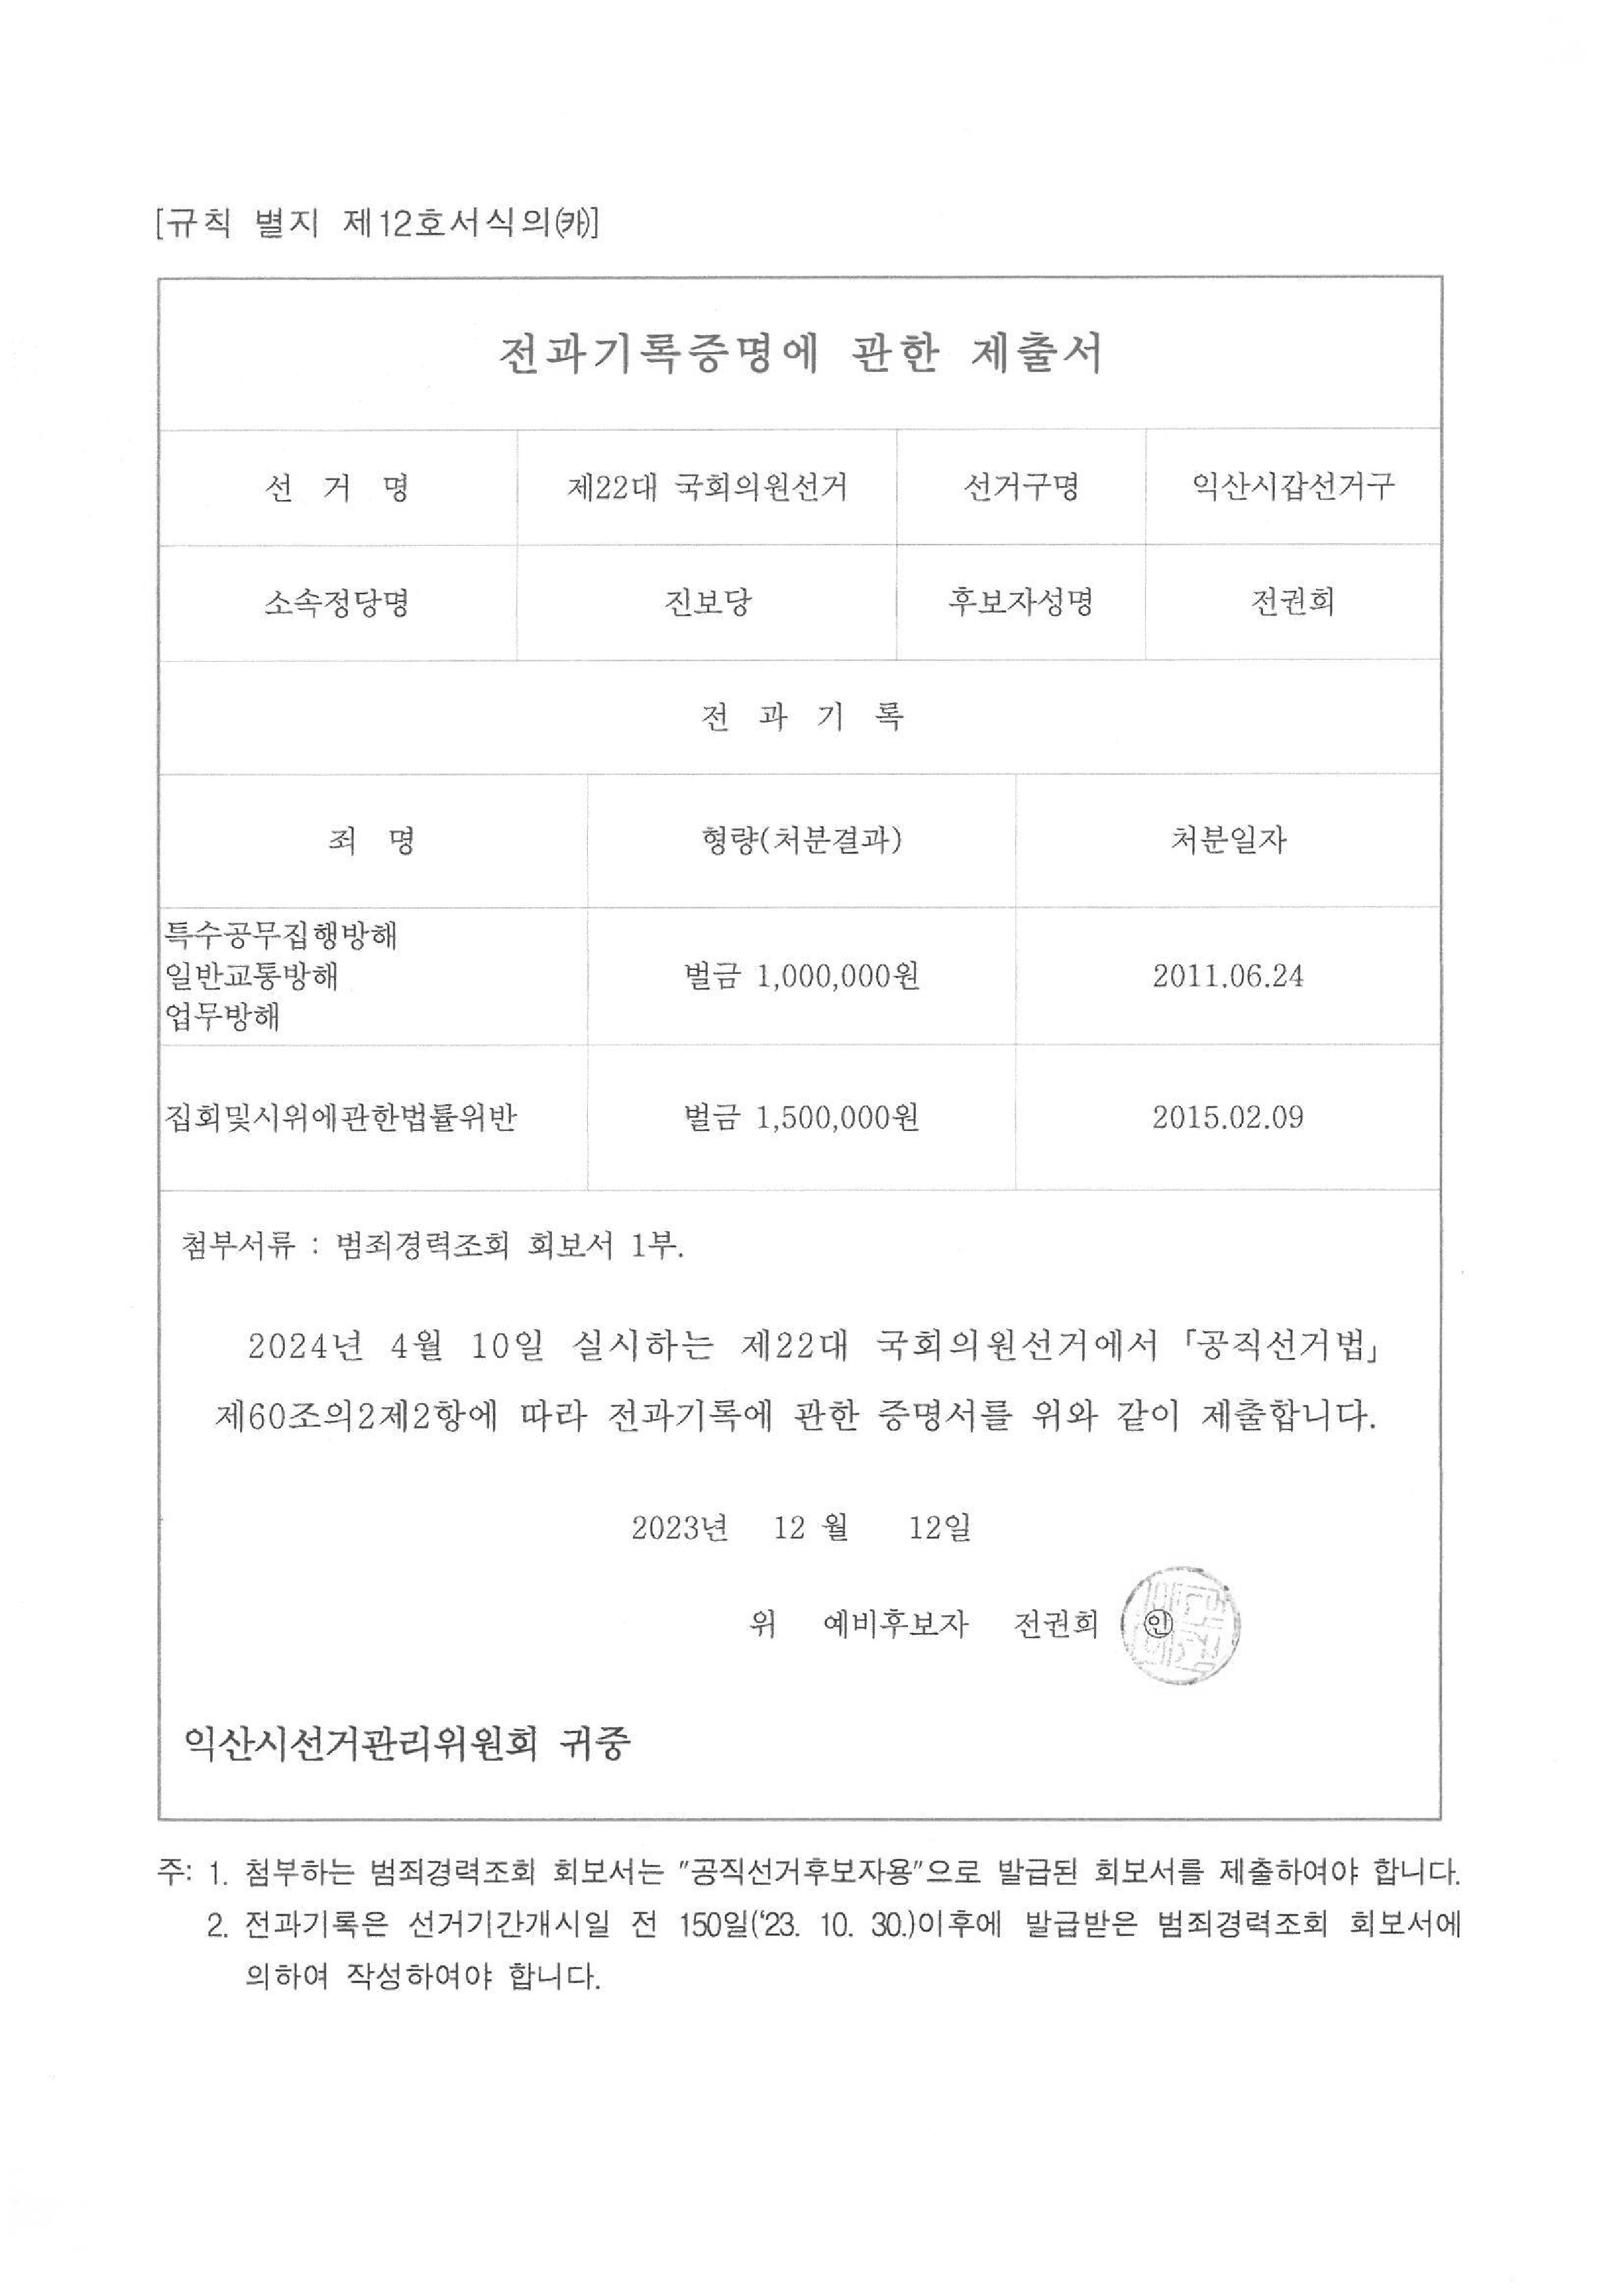 [규칙 별지 제12호서식의㈘]
전과기록증명에 관한 제출서
선 거 명 제22대 국회의원선거 선거구명 익산시갑선거구
소속정당명 진보당 후보자성명 전권희
전 과 기 록
죄 명 형량(처분결과) 처분일자
특수공무집행방해
일반교통방해
업무방해
벌금 1,000,000원 2011.06.24
집회및시위에관한법률위반 벌금 1,500,000원 2015.02.09
첨부서류 : 범죄경력조회 회보서 1부.
2024년 4월 10일 실시하는 제22대 국회의원선거에서 「공직선거법」
제60조의2제2항에 따라 전과기록에 관한 증명서를 위와 같이 제출합니다.
2023년 12 월 12일
위 예비후보자 전권희 ㊞
익산시선거관리위원회 귀중
주: 1. 첨부하는 범죄경력조회 회보서는 "공직선거후보자용"으로 발급된 회보서를 제출하여야 합니다.
2. 전과기록은 선거기간개시일 전 150일('23. 10. 30.)이후에 발급받은 범죄경력조회 회보서에
의하여 작성하여야 합니다.